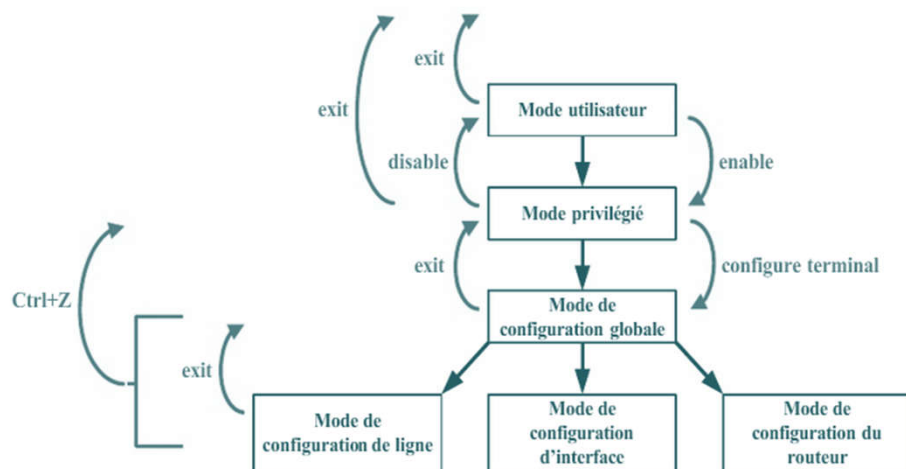 exit
exit
Mode utilisateur
disable
enable
Mode privilégié
exit
configure terminal
Ctrl+Z
Mode de
configuration globale
exit
Mode de
configuration de ligne
Mode de
configuration
d'interface
Mode de
configuration du
routeur